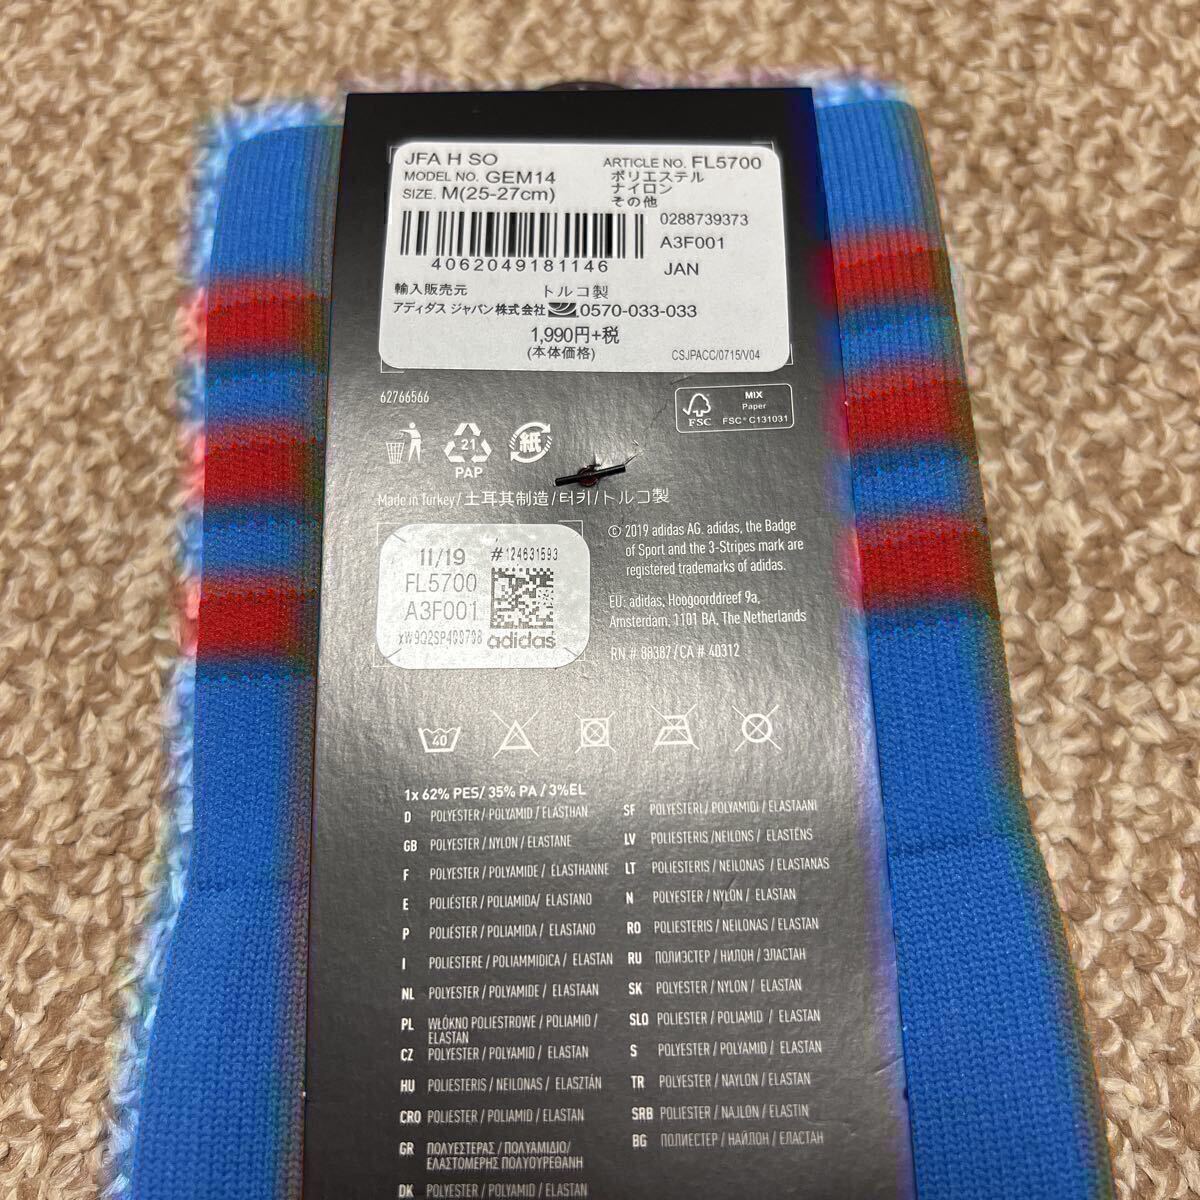 JFA H SO
MODEL NO. GEM14
SIZE. M(25-27cm)
ARTICLE NO. FL5700
ポリエステル
ナイロン
その他
0288739373
A3F001
JAN
4062049181146
輸入販売元 トルコ製
アディダス ジャパン株式会社 0570-033-033
1,990円+税
(本体価格)
CSJPACC/0715/V04
62766566
MIX
Paper
FSC
FSC® C131031
21
PAP
紙
Made in Turkey/土耳其制造/터키/トルコ製
© 2019 adidas AG. adidas, the Badge
of Sport and the 3-Stripes mark are
registered trademarks of adidas.
EU: adidas, Hoogoorddreef 9a,
Amsterdam, 1101 BA, The Netherlands
RN # 88387 / CA # 40312
11/19 #124631593
FL5700
A3F001
adidas
40
1x 62% PES/ 35% PA / 3%EL
D POLYESTER / POLYAMID / ELASTHAN
GB POLYESTER / NYLON / ELASTANE
F POLYESTER / POLYAMIDE / ELASTHANNE
E POLIÉSTER / POLIAMIDA/ ELASTANO
P POLIÉSTER / POLIAMIDA / ELASTANO
I POLIESTERE / POLIAMMIDICA / ELASTAN
NL POLYESTER / POLYAMIDE / ELASTAAN
PL WŁÓKNO POLIESTROWE / POLIAMID /
ELASTAN
CZ POLYESTER / POLYAMID / ELASTAN
HU POLIESTERIS / NEILONAS / ELASZTÁN
CRO POLIESTER / POLIAMID / ELASTAN
GR ΠΟΛΥΕΣΤΕΡΑΣ / ΠΟΛΥΑΜΙΔΙΟ/
ΕΛΑΣΤΟΜΕΡΗΣ ΠΟΛΥΟΥΡΕΘΑΝΗ
DK POLYESTER / POLYAMID / ELASTAN
SF POLYESTERI / POLYAMIDI / ELASTAANI
LV POLIESTERIS /NEILONS / ELASTĒNS
LT POLIESTERIS / NEILONAS / ELASTANAS
N POLYESTER / NYLON / ELASTAN
RO POLIESTERIS / NEILONAS / ELASTAN
RU ПОЛИЭСТЕР / НИЛОН / ЭЛАСТАН
SK POLYESTER / NYLON / ELASTAN
SLO POLIESTER / POLIAMID / ELASTAN
S POLYESTER / POLYAMID / ELASTAN
TR POLYESTER / NAYLON / ELASTAN
SRB POLIESTER / NAJLON / ELASTIN
BG ПОЛИЕСТЕР / НАЙЛОН / ЕЛАСТАН